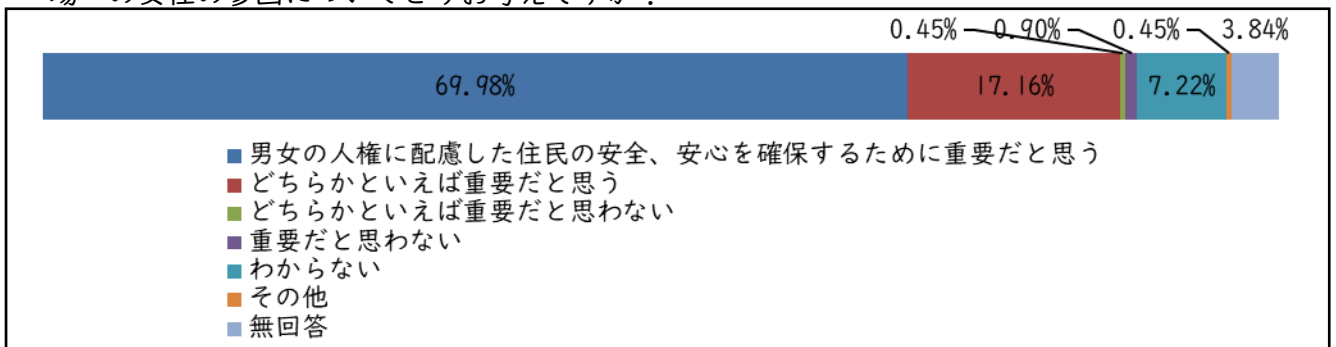 0.45% 0.90% 0.45% 3.84%
69.98% 17.16% 7.22%
男女の人権に配慮した住民の安全、安心を確保するために重要だと思う
どちらかといえば重要だと思う
どちらかといえば重要だと思わない
重要だと思わない
わからない
その他
無回答